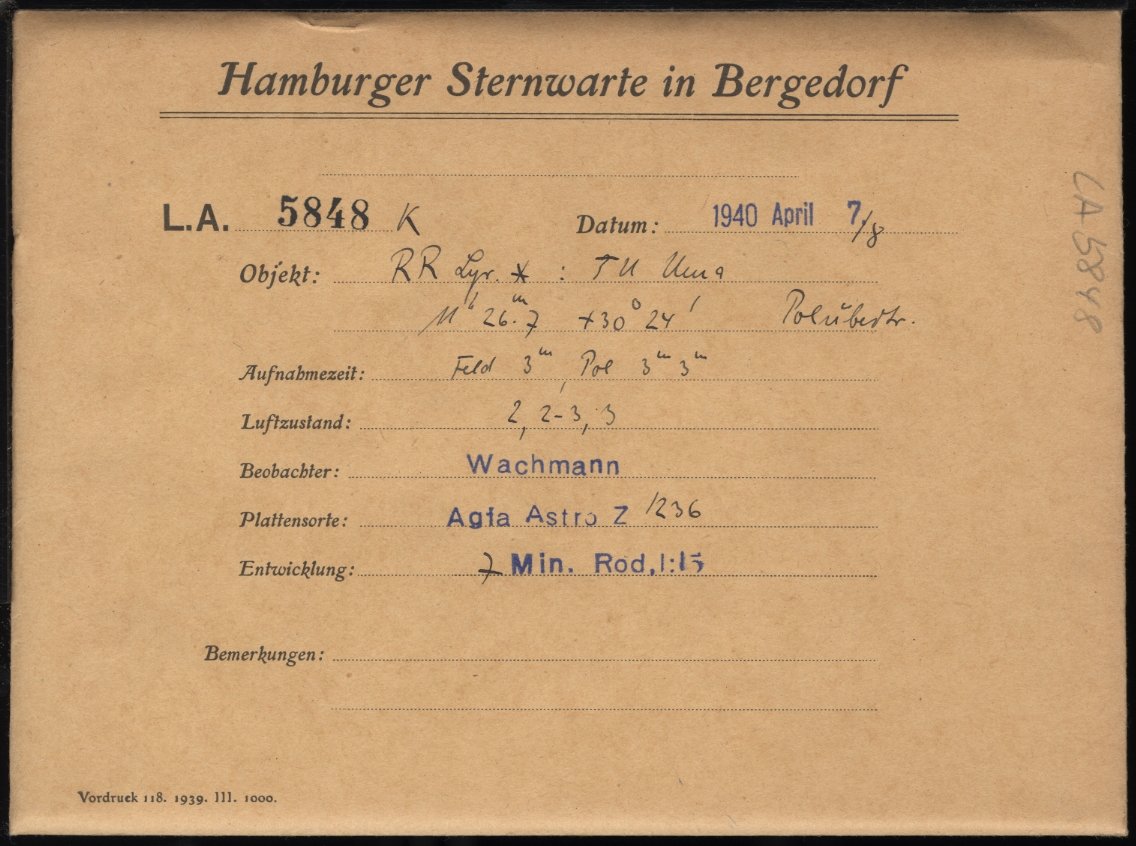 Hamburger Sternwarte in Bergedorf
L.A. 5848 K Datum: 1940 April 7./8
Objekt: RR Lyr. * : TU Uma
11ʰ 26.ᵐ7 +30° 24' Polübertr.
Aufnahmezeit: Feld 3ᵐ Pol 3ᵐ 3ᵐ
Luftzustand: 2, 2-3, 3
Beobachter: Wachmann
Plattensorte: Agfa Astro Z /236
Entwicklung: 7 Min. Rod. 1:15
Bemerkungen:
Vordruck 118. 1939. III. 1000.
LA 5848